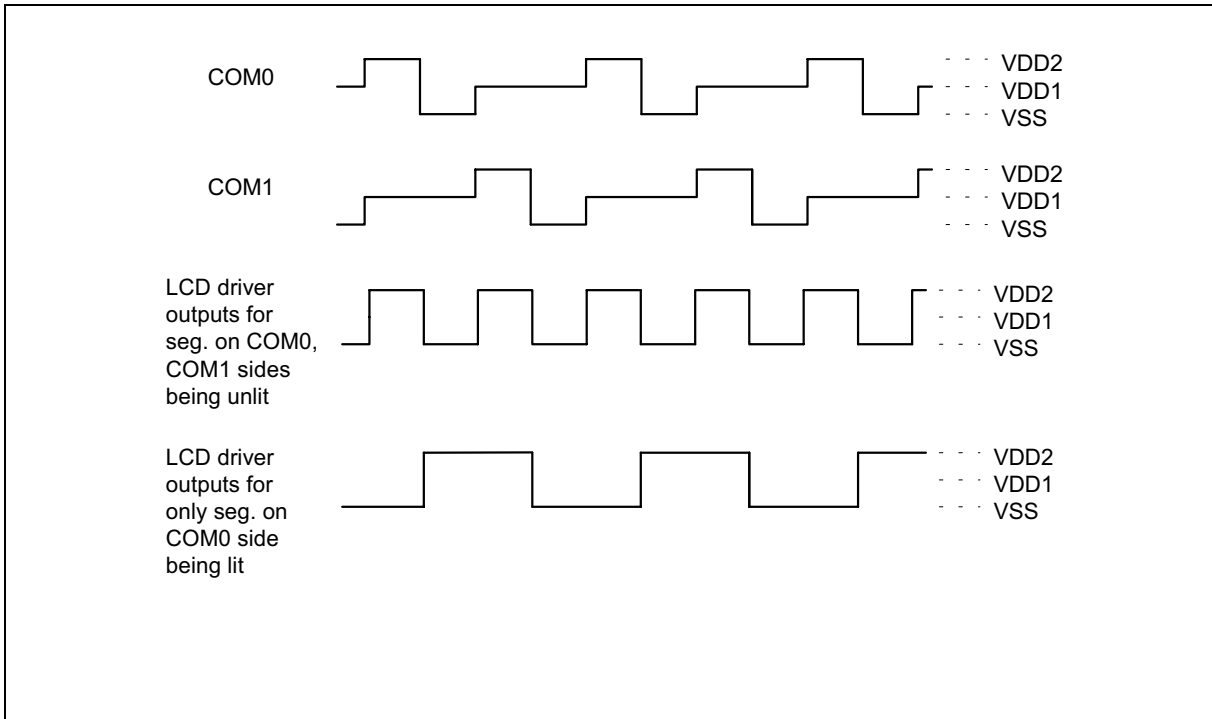 COM0
VDD2
VDD1
VSS
COM1
VDD2
VDD1
VSS
LCD driver
outputs for
seg. on COM0,
COM1 sides
being unlit
VDD2
VDD1
VSS
LCD driver
outputs for
only seg. on
COM0 side
being lit
VDD2
VDD1
VSS